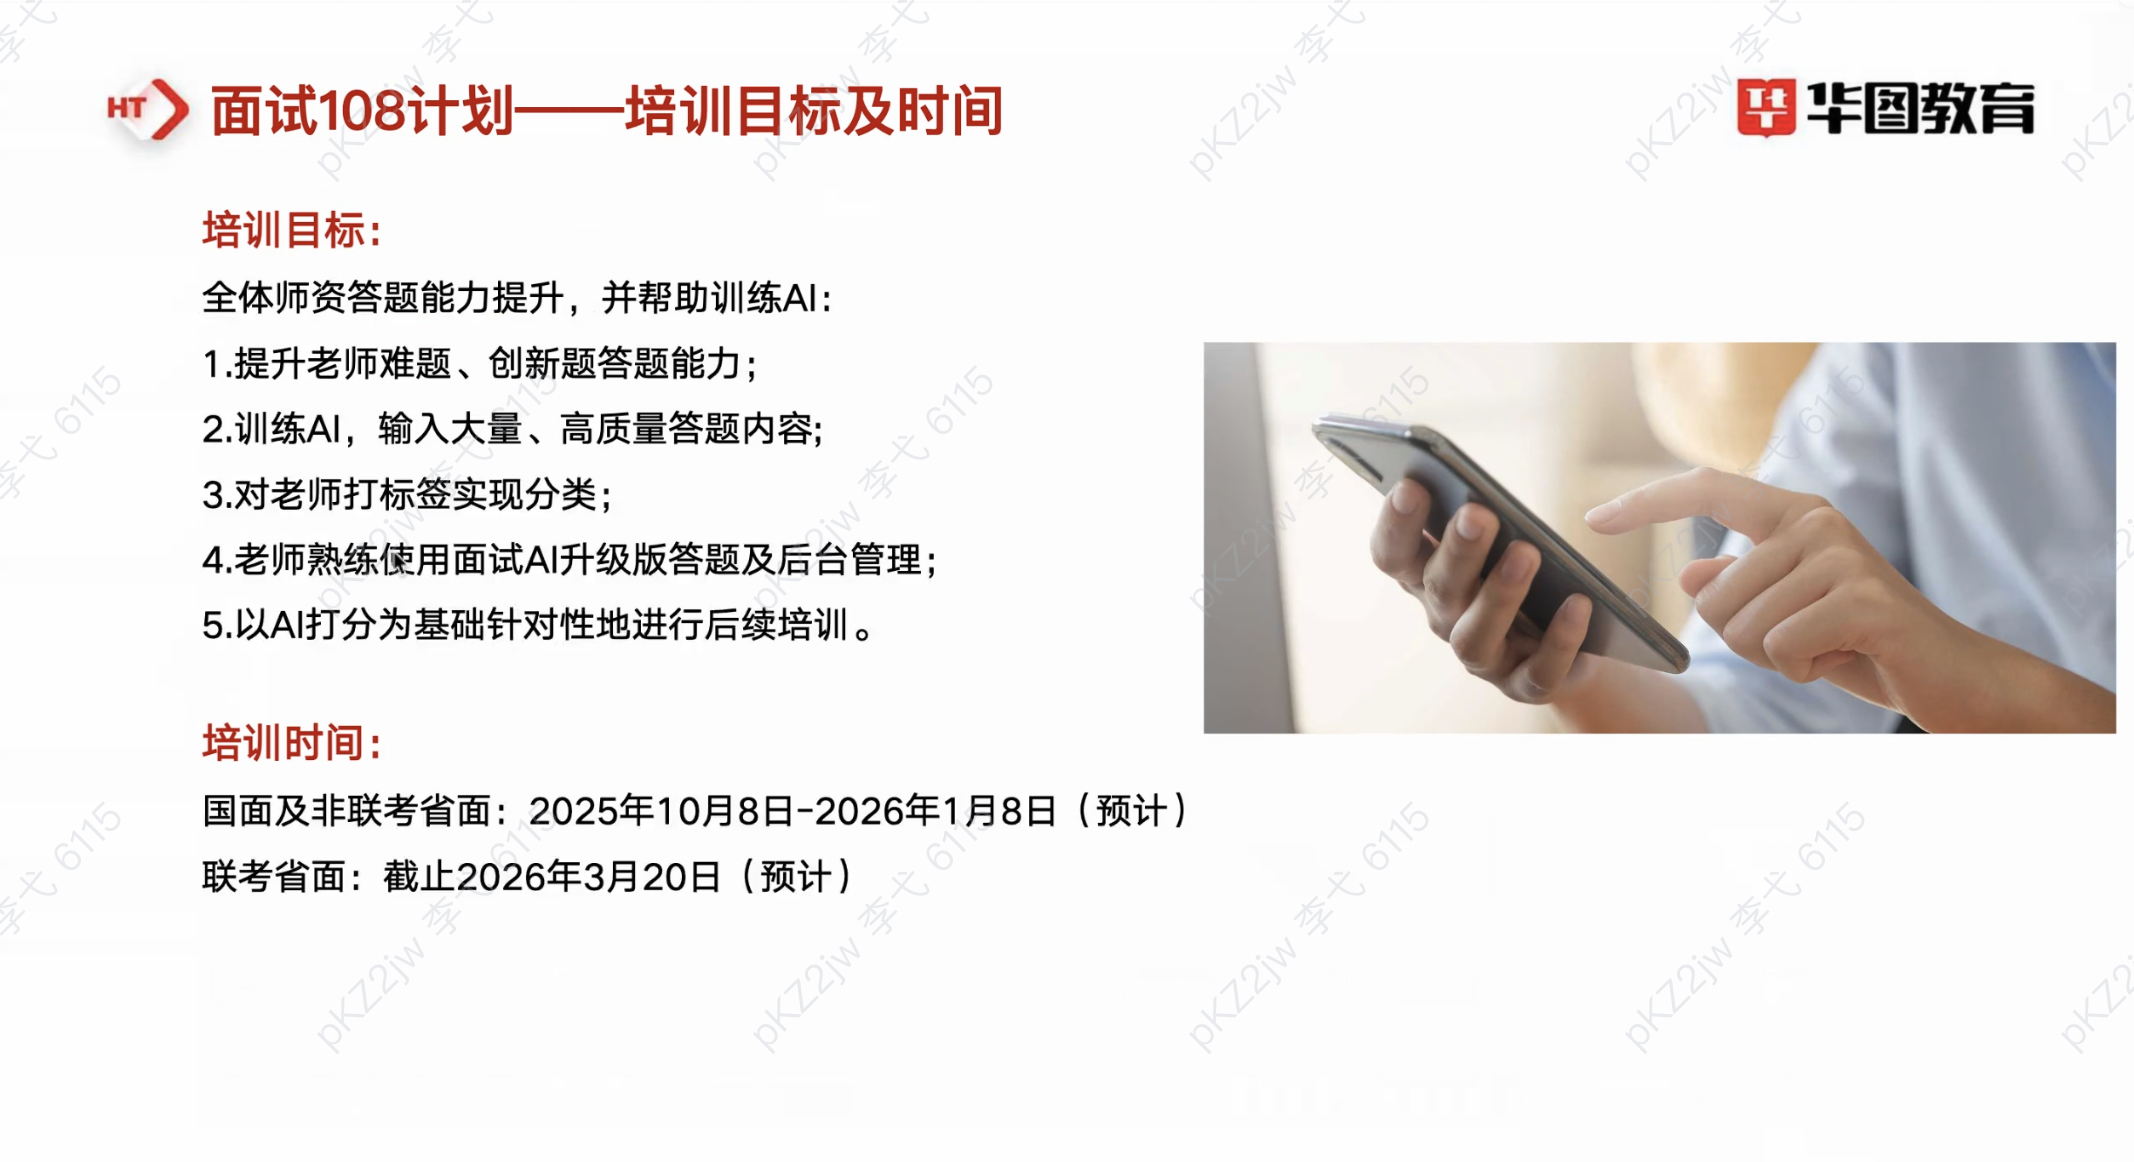 HT
面试108计划——培训目标及时间
华图教育
培训目标：
全体师资答题能力提升，并帮助训练AI：
1.提升老师难题、创新题答题能力；
2.训练AI，输入大量、高质量答题内容;
3.对老师打标签实现分类；
4.老师熟练使用面试AI升级版答题及后台管理；
5.以AI打分为基础针对性地进行后续培训。
培训时间：
国面及非联考省面：2025年10月8日-2026年1月8日（预计）
联考省面：截止2026年3月20日（预计）
pKZ2jw 李弋 6115